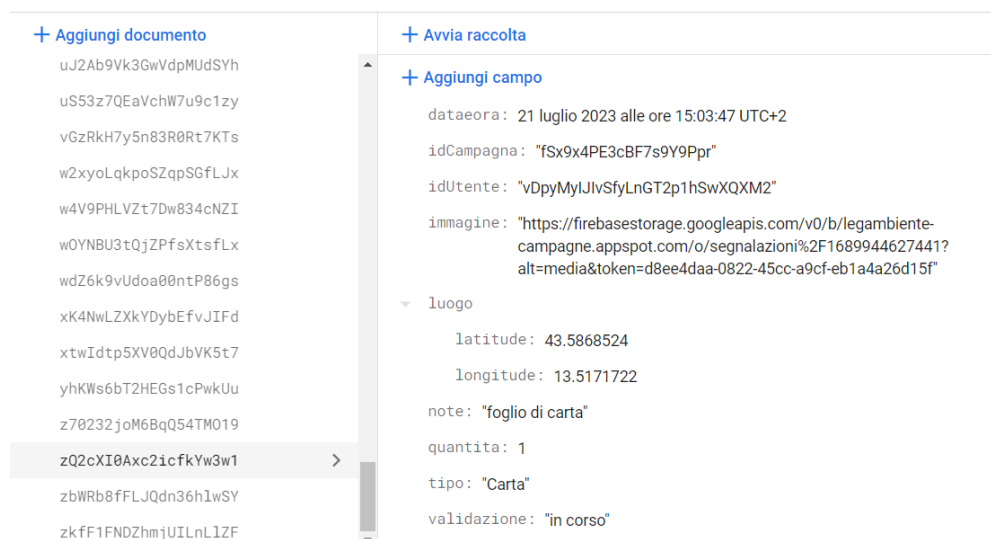 + Aggiungi documento
uJ2Ab9Vk3GwVdpMUdSYh
uS53z7QEaVchW7u9c1zy
vGzRkH7y5n83R0Rt7KTs
w2xyoLqkpoSZqpSGfLJx
w4V9PHLVZt7Dw834cNZI
wOYNBU3tQjZPfsXtsfLx
wdZ6k9vUdoa00ntP86gs
xK4NwLZXkYDybEfvJIFd
xtwIdtp5XV0QdJbVK5t7
yhKWs6bT2HEGs1cPwkUu
z70232joM6BqQ54TMO19
zQ2cXI0Axc2icfkYw3w1
zbWRb8fFLJQdn36hlwSY
zkfF1FNDZhmjUILnLlZF
+ Avvia raccolta
+ Aggiungi campo
dataeora: 21 luglio 2023 alle ore 15:03:47 UTC+2
idCampagna: "fSx9x4PE3cBF7s9Y9Ppr"
idUtente: "vDpyMyIJIvSfyLnGT2p1hSwXQXM2"
immagine: "https://firebasestorage.googleapis.com/v0/b/legambiente-
campagne.appspot.com/o/segnalazioni%2F1689944627441?
alt=media&token=d8ee4daa-0822-45cc-a9cf-eb1a4a26d15f"
luogo
latitude: 43.5868524
longitude: 13.5171722
note: "foglio di carta"
quantita: 1
tipo: "Carta"
validazione: "in corso"